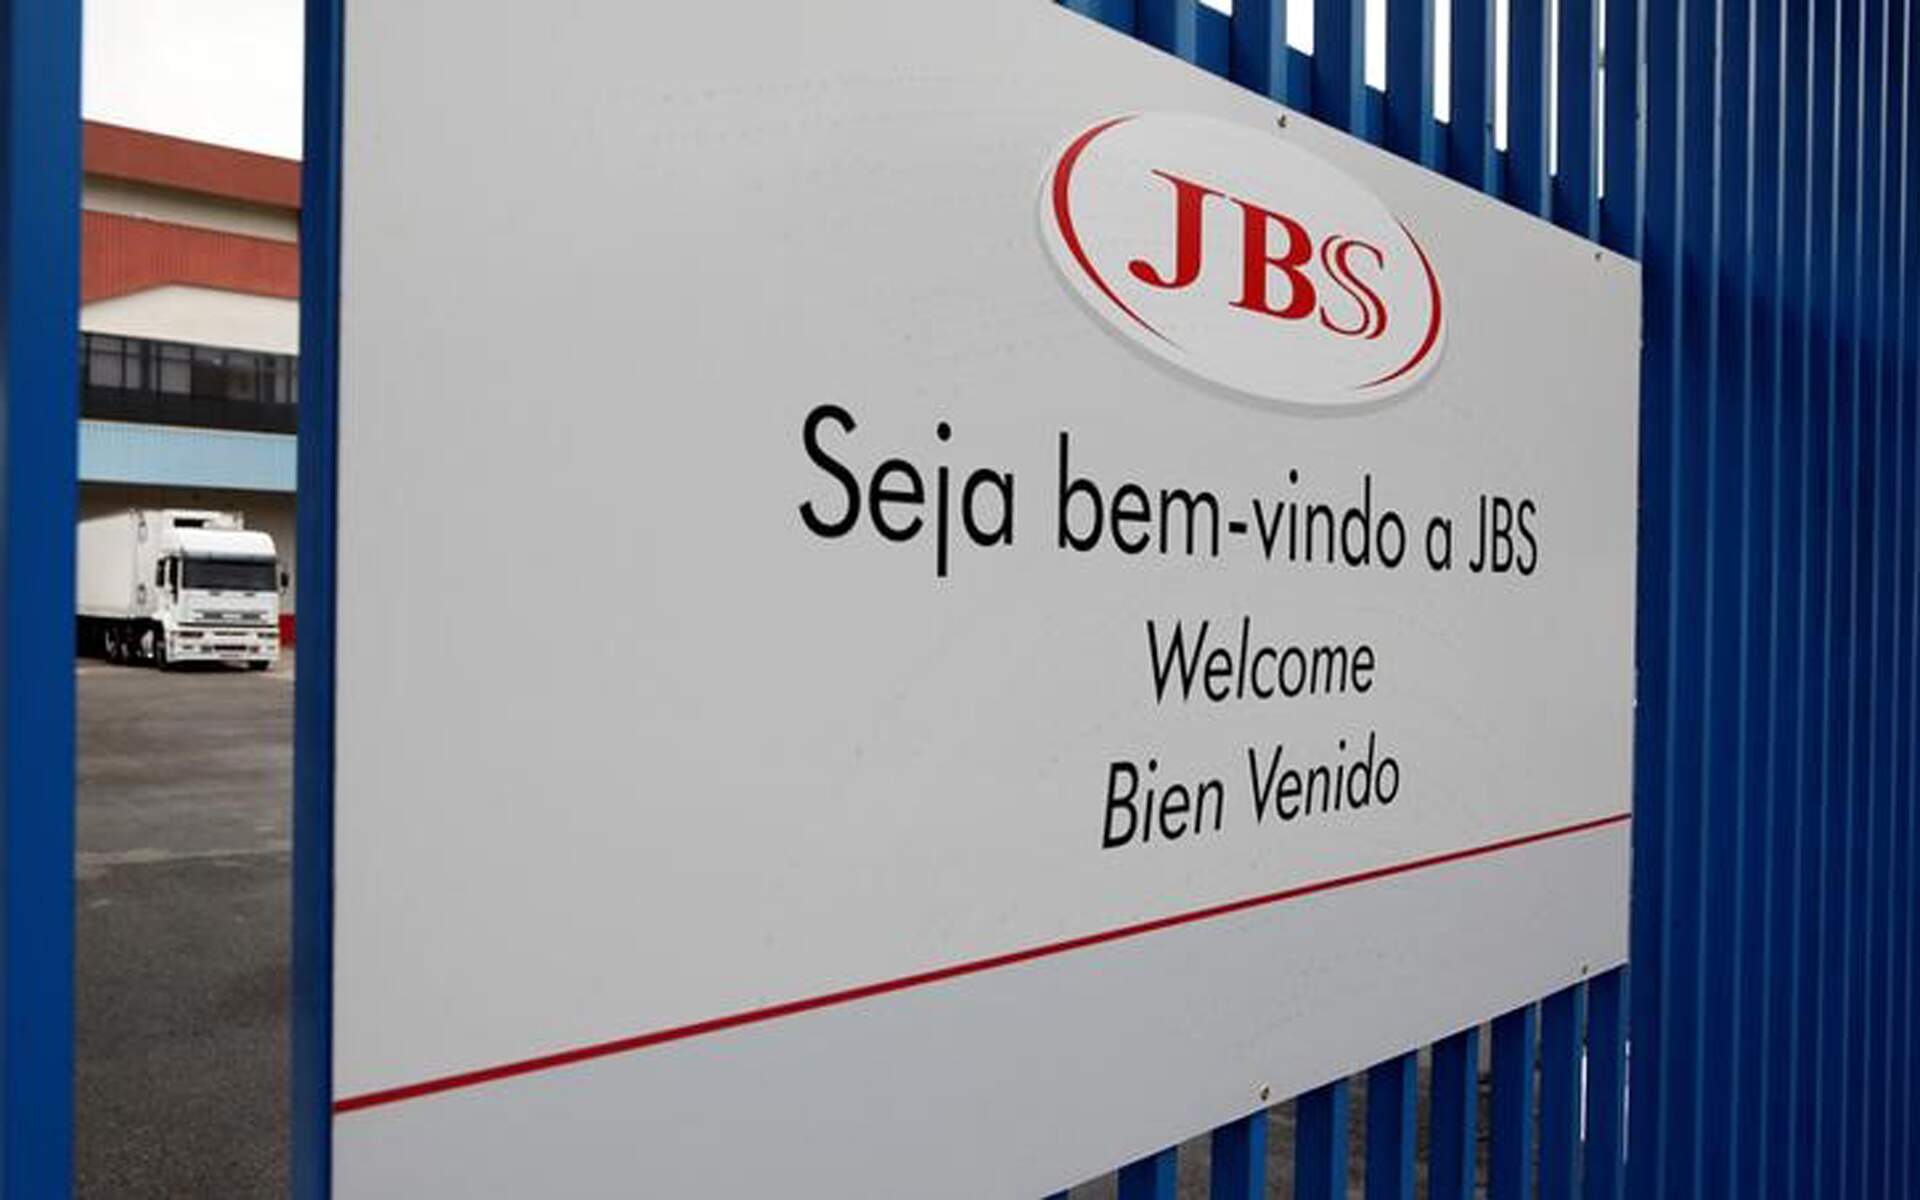 JBS
Seja bem-vindo a JBS
Welcome
Bien Venido